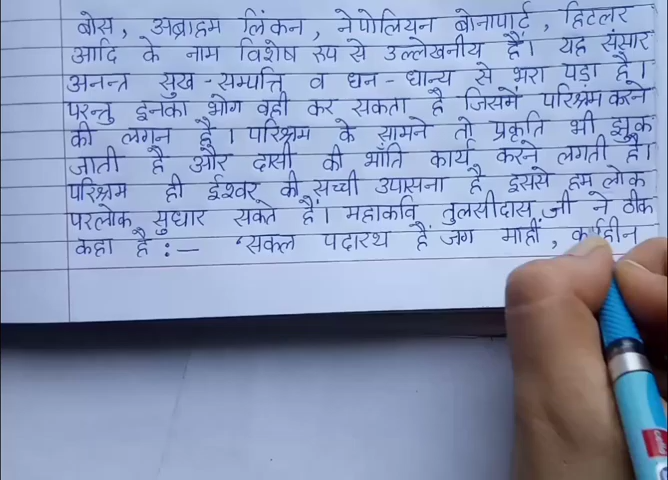 बोस, अब्राहम लिंकन, नेपोलियन बोनापार्ट, हिटलर
आदि के नाम विशेष रूप से उल्लेखनीय हैं। यह संसार
अनन्त सुख-सम्पत्ति व धन-धान्य से भरा पड़ा है।
परन्तु इनका भोग वही कर सकता है जिसमें परिश्रम करने
की लगन है। परिश्रम के सामने तो प्रकृति भी झुक
जाती है और दासी की भाँति कार्य करने लगती है।
परिश्रम ही ईश्वर की सच्ची उपासना है इससे हम लोक
परलोक सुधार सकते हैं। महाकवि तुलसीदास जी ने ठीक
कहा है :— 'सकल पदारथ हैं जग माहीं, कर्महीन